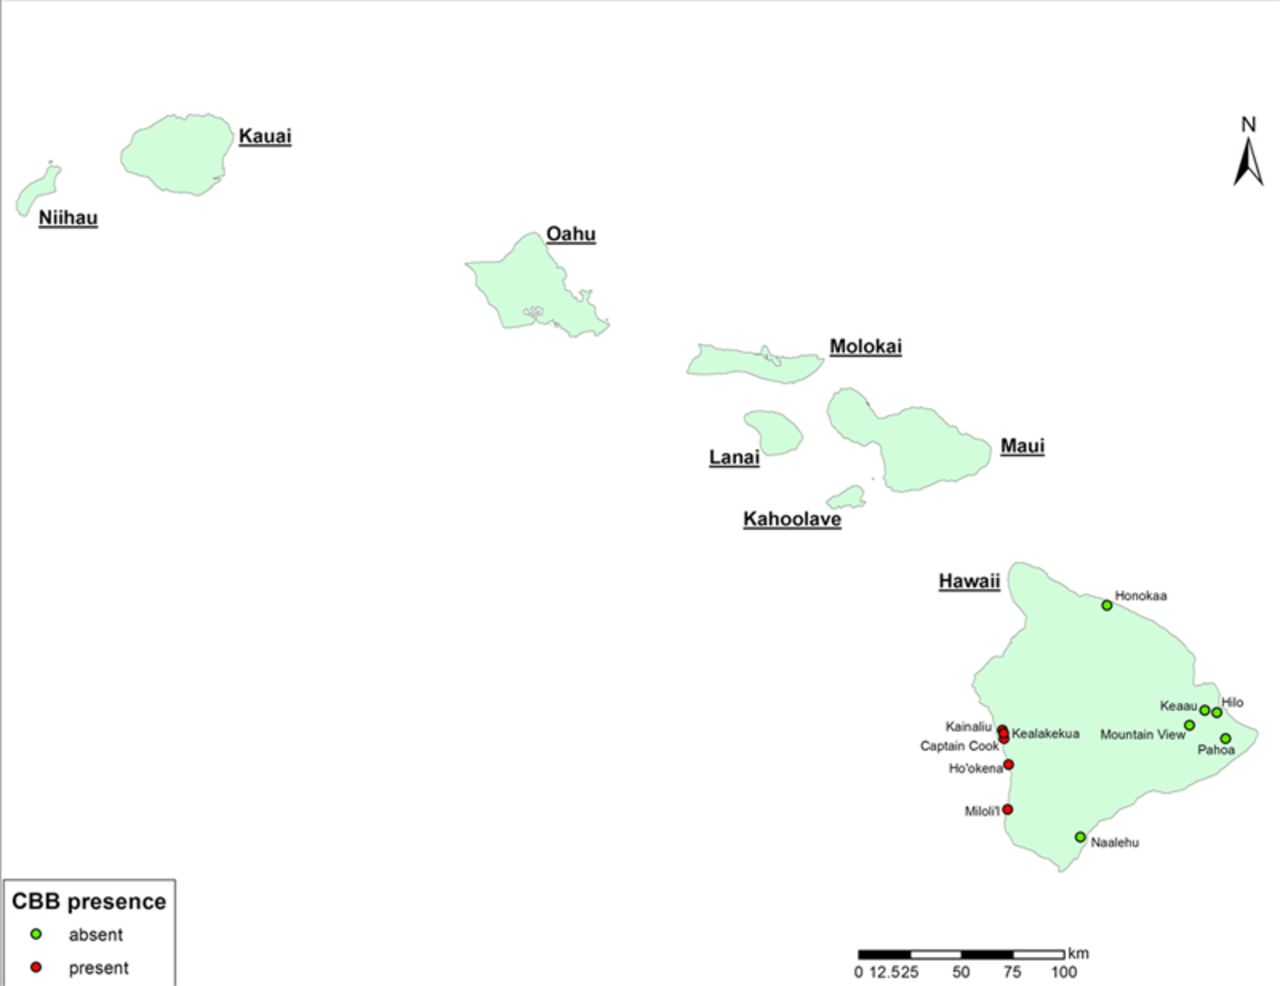 N
Kauai
Niihau
Oahu
Molokai
Lanai
Maui
Kahoolave
Hawaii
Honokaa
Keaau
Hilo
Kainaliu
Kealakekua
Mountain View
Captain Cook
Pahoa
Ho'okena
Miloli'I
Naalehu
CBB presence
absent
present
km
0 12.525 50 75 100